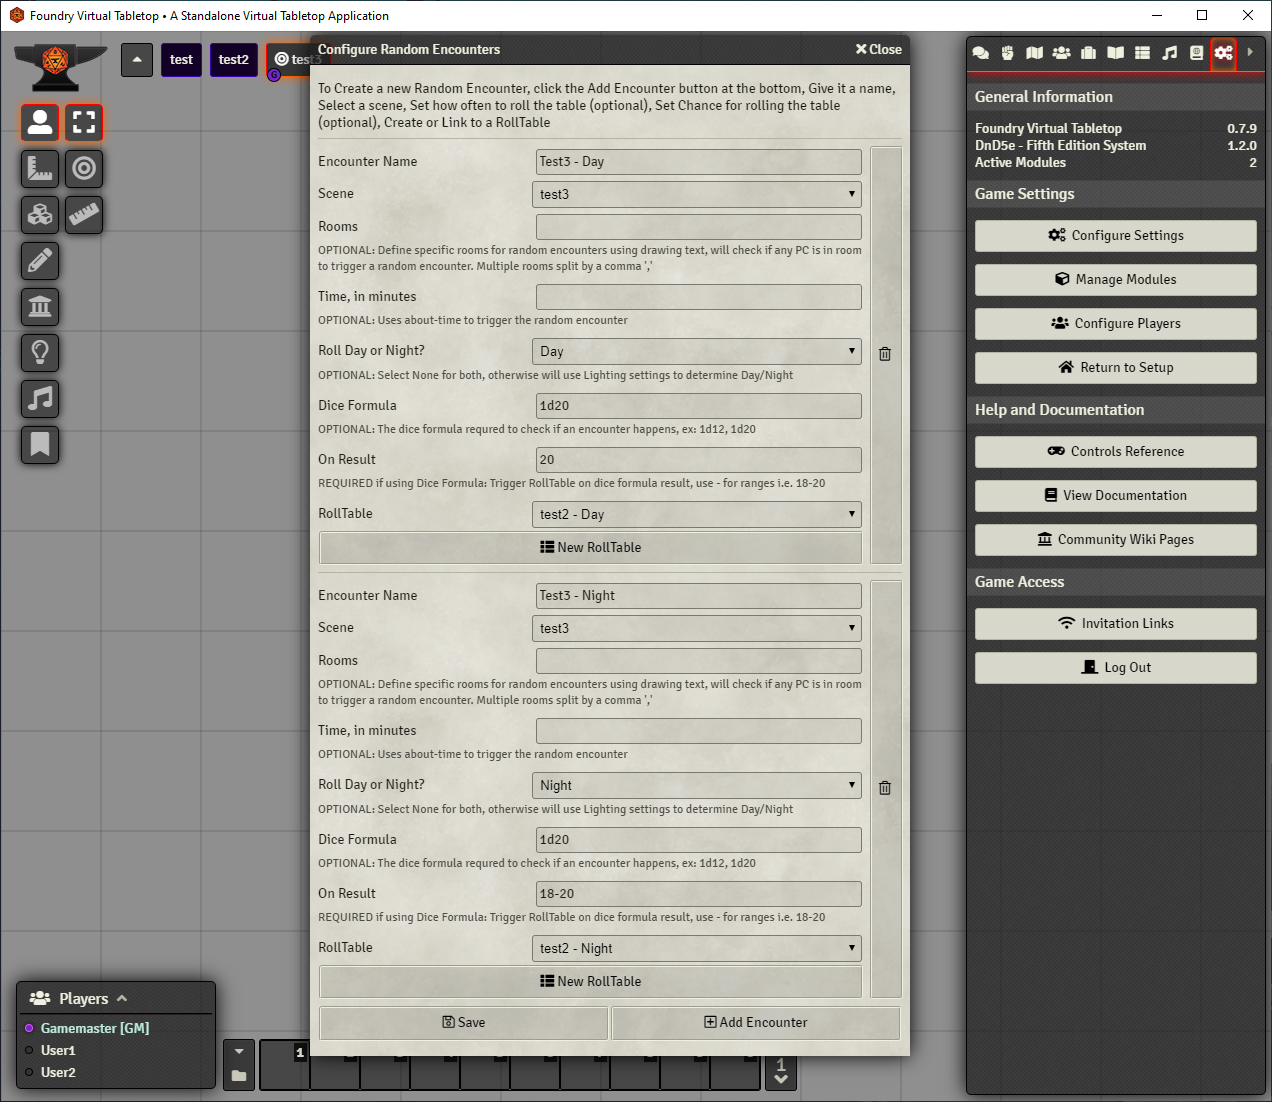 Foundry Virtual Tabletop • A Standalone Virtual Tabletop Application
test
test2
test3
G
Configure Random Encounters
Close
To Create a new Random Encounter, click the Add Encounter button at the bottom, Give it a name,
Select a scene, Set how often to roll the table (optional), Set Chance for rolling the table
(optional), Create or Link to a RollTable
Encounter Name
Test3 - Day
Scene
test3
Rooms
OPTIONAL: Define specific rooms for random encounters using drawing text, will check if any PC is in room
to trigger a random encounter. Multiple rooms split by a comma ','
Time, in minutes
OPTIONAL: Uses about-time to trigger the random encounter
Roll Day or Night?
Day
OPTIONAL: Select None for both, otherwise will use Lighting settings to determine Day/Night
Dice Formula
1d20
OPTIONAL: The dice formula requred to check if an encounter happens, ex: 1d12, 1d20
On Result
20
REQUIRED if using Dice Formula: Trigger RollTable on dice formula result, use - for ranges i.e. 18-20
RollTable
test2 - Day
New RollTable
Encounter Name
Test3 - Night
Scene
test3
Rooms
OPTIONAL: Define specific rooms for random encounters using drawing text, will check if any PC is in room
to trigger a random encounter. Multiple rooms split by a comma ','
Time, in minutes
OPTIONAL: Uses about-time to trigger the random encounter
Roll Day or Night?
Night
OPTIONAL: Select None for both, otherwise will use Lighting settings to determine Day/Night
Dice Formula
1d20
OPTIONAL: The dice formula requred to check if an encounter happens, ex: 1d12, 1d20
On Result
18-20
REQUIRED if using Dice Formula: Trigger RollTable on dice formula result, use - for ranges i.e. 18-20
RollTable
test2 - Night
New RollTable
Save
Add Encounter
General Information
Foundry Virtual Tabletop 0.7.9
DnD5e - Fifth Edition System 1.2.0
Active Modules 2
Game Settings
Configure Settings
Manage Modules
Configure Players
Return to Setup
Help and Documentation
Controls Reference
View Documentation
Community Wiki Pages
Game Access
Invitation Links
Log Out
Players
Gamemaster [GM]
User1
User2
1
1